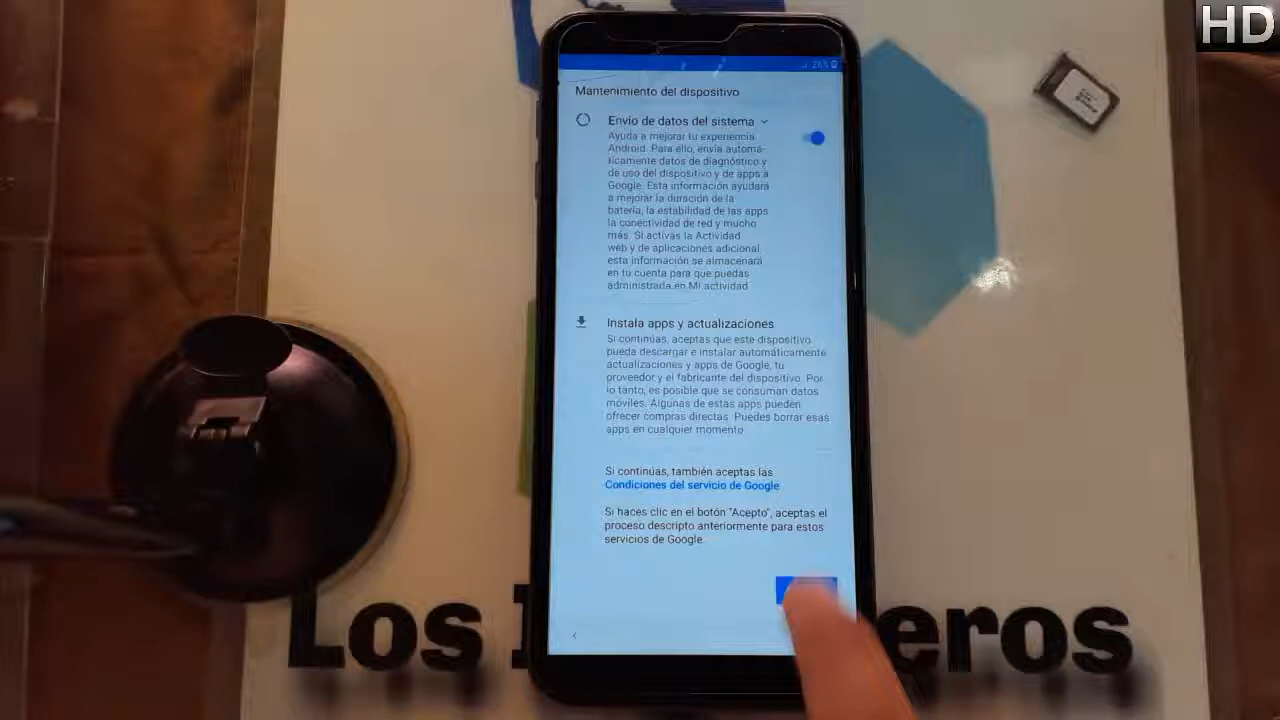 HD
26%
Mantenimiento del dispositivo
Envío de datos del sistema
Ayuda a mejorar tu experiencia
Android. Para ello, envía automá-
ticamente datos de diagnóstico y
de uso del dispositivo y de apps a
Google. Esta información ayudará
a mejorar la duración de la
batería, la estabilidad de las apps
la conectividad de red y mucho
más. Si activas la Actividad
web y de aplicaciones adicional,
esta información se almacenará
en tu cuenta para que puedas
administrarla en Mi actividad
Instala apps y actualizaciones
Si continúas, aceptas que este dispositivo
pueda descargar e instalar automáticamente
actualizaciones y apps de Google, tu
proveedor y el fabricante del dispositivo. Por
lo tanto, es posible que se consuman datos
móviles. Algunas de estas apps pueden
ofrecer compras directas. Puedes borrar esas
apps en cualquier momento.
Si continúas, también aceptas las
Condiciones del servicio de Google.
Si haces clic en el botón "Acepto", aceptas el
proceso descripto anteriormente para estos
servicios de Google.
Los eros